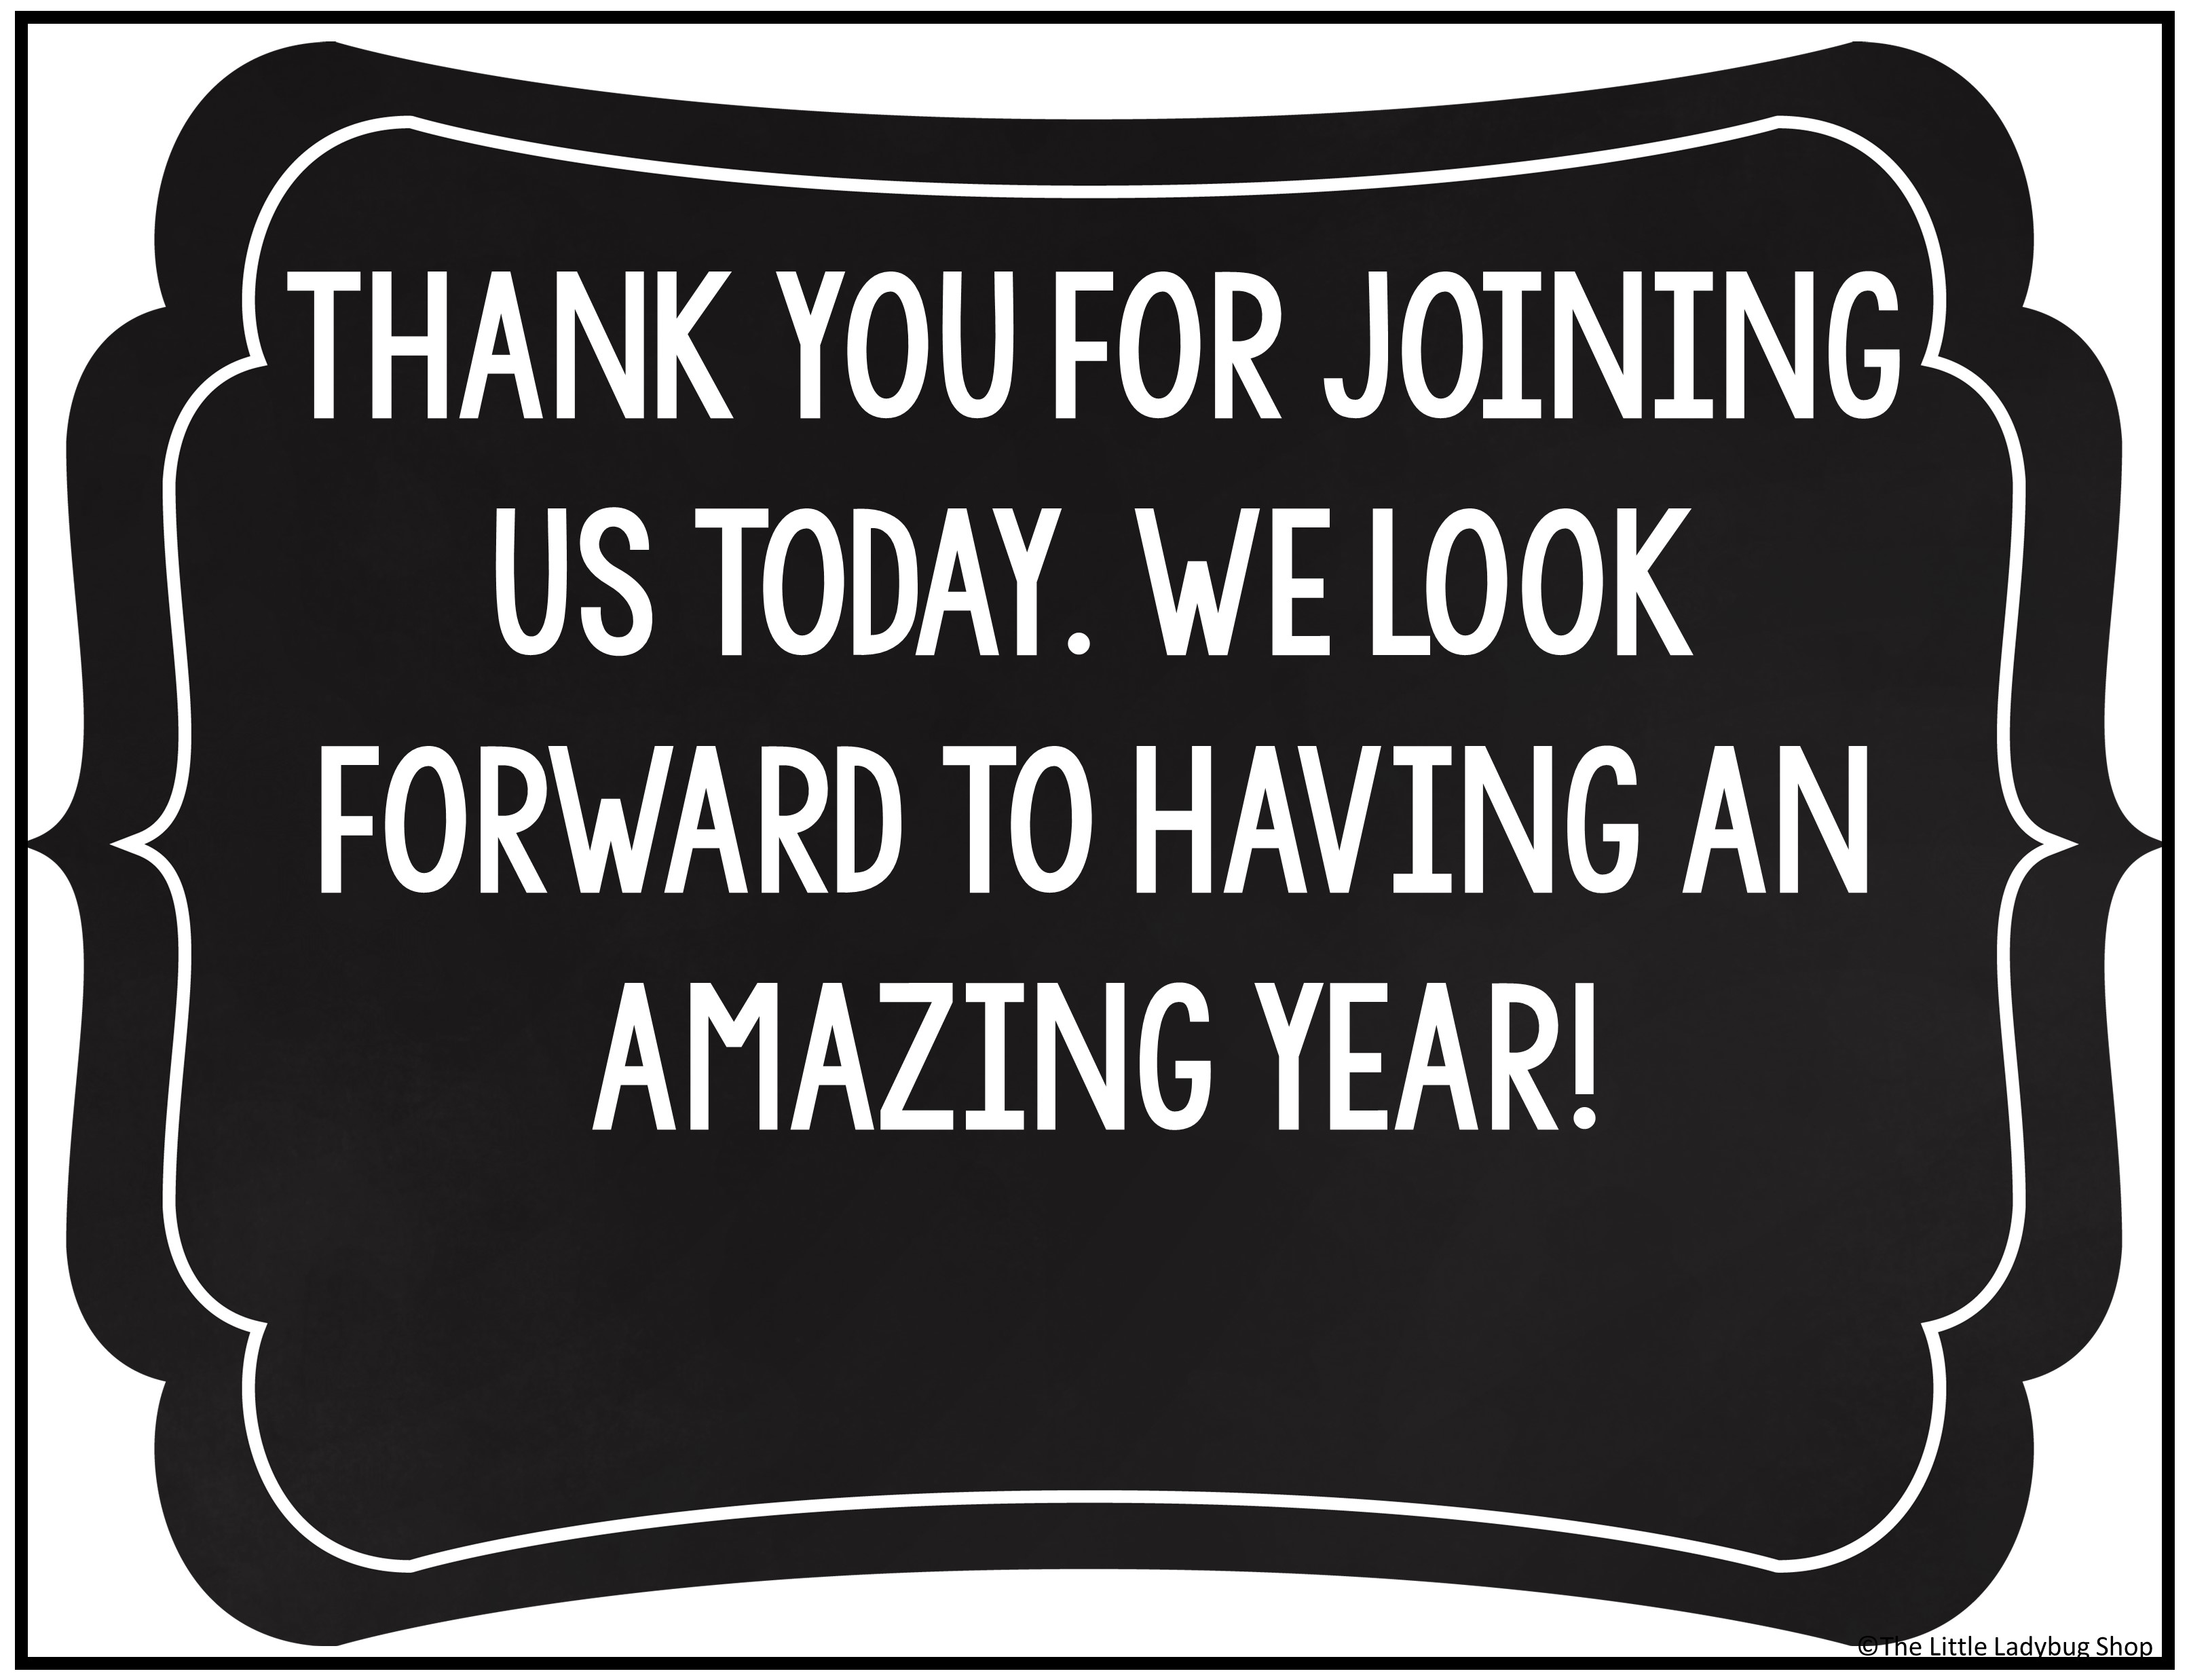 THANK YOU FOR JOINING
US TODAY. WE LOOK
FORWARD TO HAVING AN
AMAZING YEAR!
©The Little Ladybug Shop